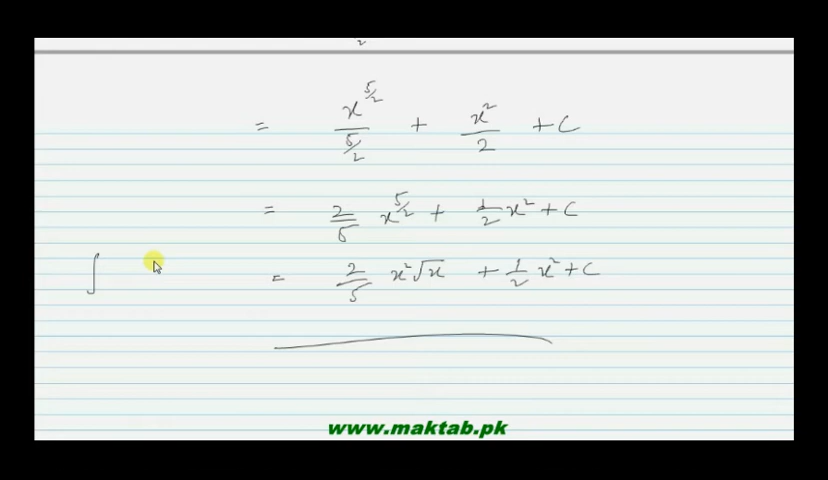 = x^{5/2} / (5/2) + x²/2 + C
= 2/5 x^{5/2} + 1/2 x² + C
∫ = 2/5 x² √x + 1/2 x² + C
www.maktab.pk